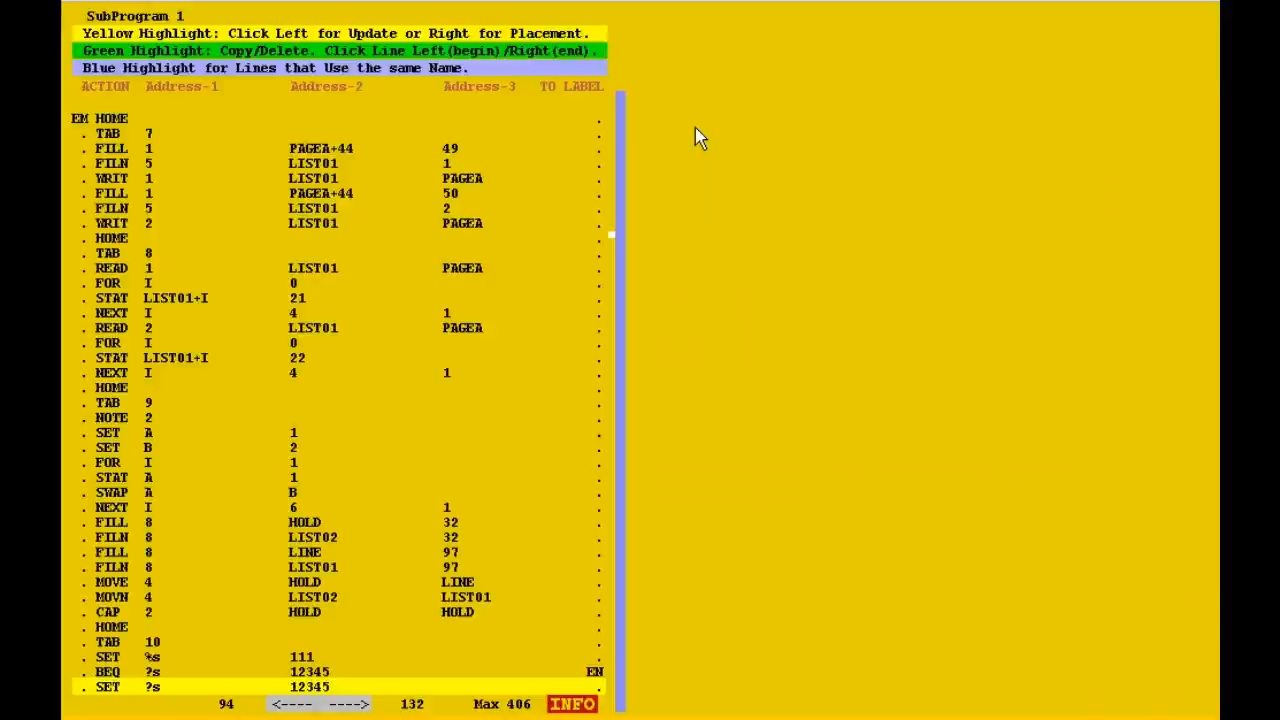 SubProgram 1
Yellow Highlight: Click Left for Update or Right for Placement.
Green Highlight: Copy/Delete. Click Line Left(begin)/Right(end).
Blue Highlight for Lines that Use the same Name.
ACTION Address-1 Address-2 Address-3 TO LABEL
EM HOME .
. TAB 7 .
. FILL 1 PAGEA+44 49 .
. FILN 5 LIST01 1 .
. WRIT 1 LIST01 PAGEA .
. FILL 1 PAGEA+44 50 .
. FILN 5 LIST01 2 .
. WRIT 2 LIST01 PAGEA .
. HOME .
. TAB 8 .
. READ 1 LIST01 PAGEA .
. FOR I 0 .
. STAT LIST01+I 21 .
. NEXT I 4 1 .
. READ 2 LIST01 PAGEA .
. FOR I 0 .
. STAT LIST01+I 22 .
. NEXT I 4 1 .
. HOME .
. TAB 9 .
. NOTE 2 .
. SET A 1 .
. SET B 2 .
. FOR I 1 .
. STAT A 1 .
. SWAP A B .
. NEXT I 6 1 .
. FILL 8 HOLD 32 .
. FILN 8 LIST02 32 .
. FILL 8 LINE 97 .
. FILN 8 LIST01 97 .
. MOVE 4 HOLD LINE .
. MOVN 4 LIST02 LIST01 .
. CAP 2 HOLD HOLD .
. HOME .
. TAB 10 .
. SET %s 111 .
. BEQ ?s 12345 EN
. SET ?s 12345 .
94 <---- ----> 132 Max 406 INFO